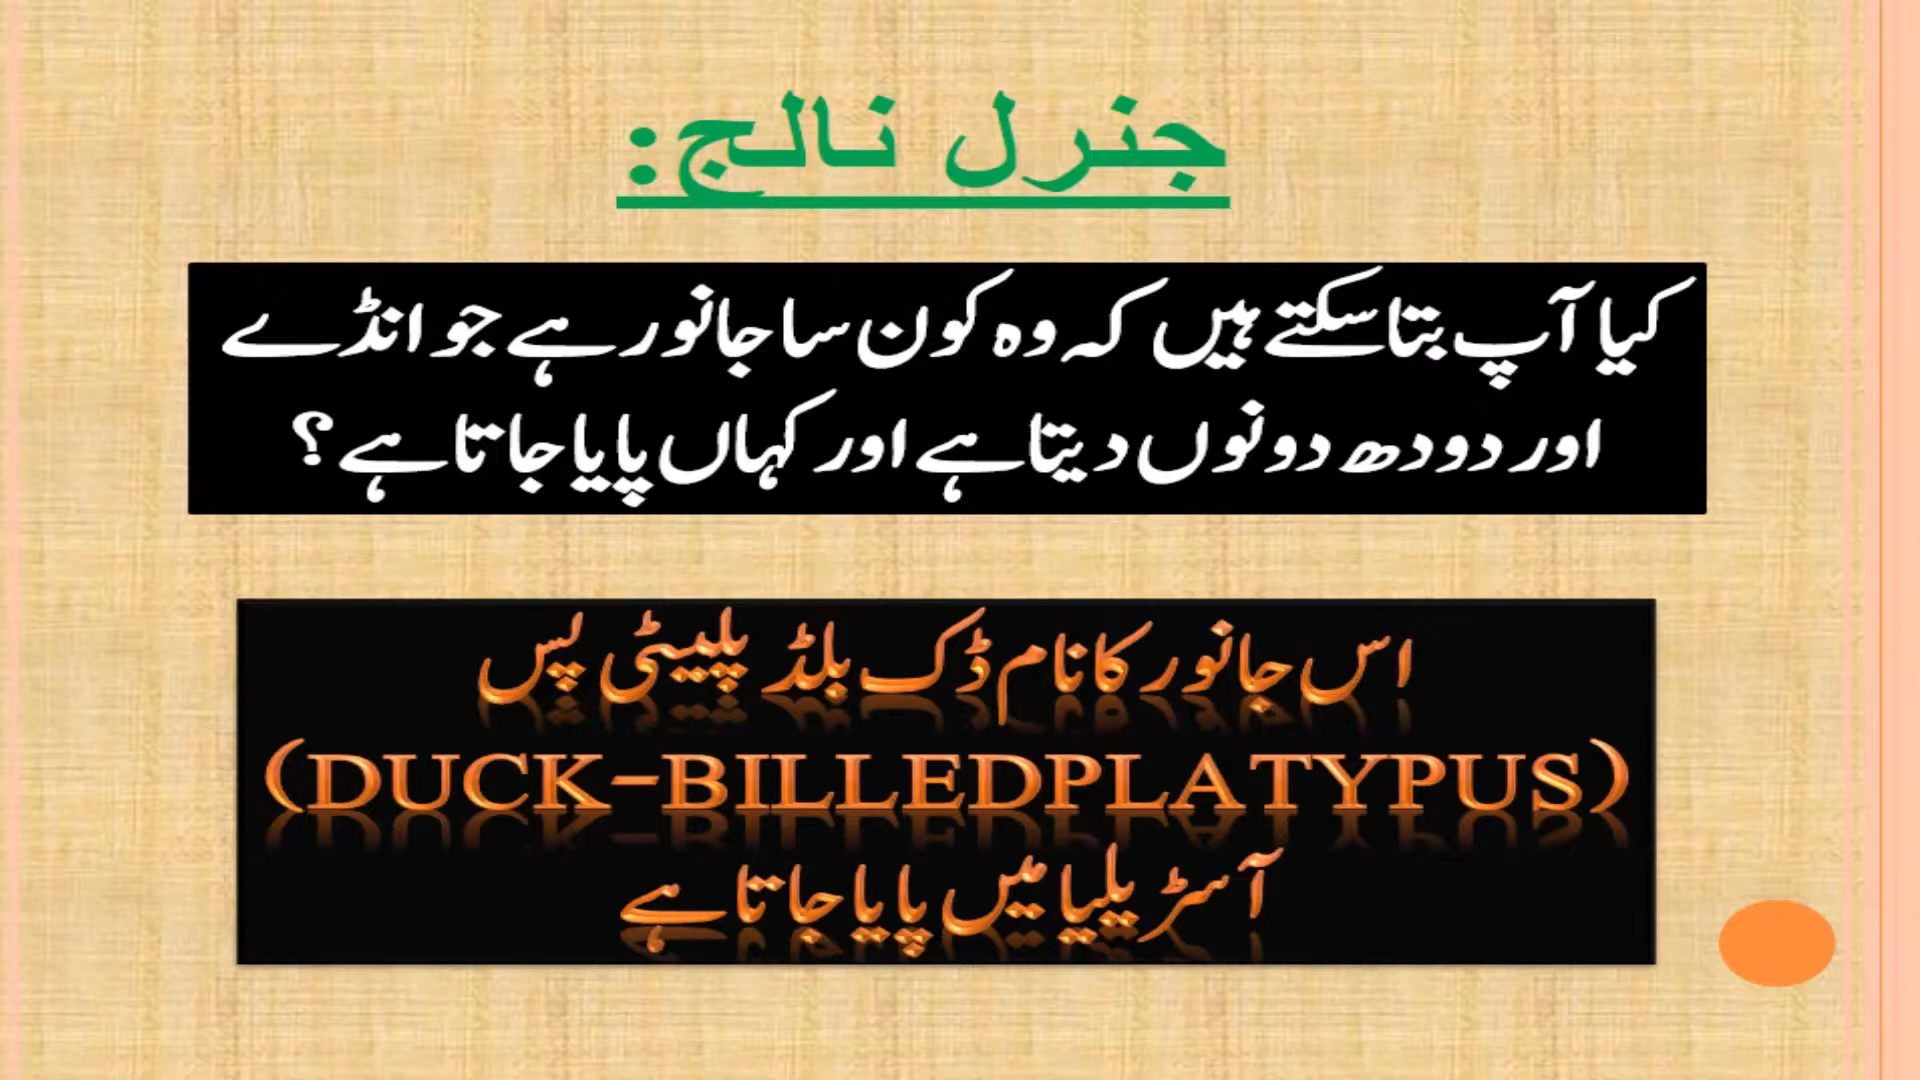 جنرل نالج:
کیا آپ بتا سکتے ہیں کہ وہ کون سا جانور ہے جو انڈے
اور دودھ دونوں دیتا ہے اور کہاں پایا جاتا ہے؟
اس جانور کا نام ڈک بلڈ پلیٹی پس
(DUCK-BILLEDPLATYPUS)
آسٹریلیا میں پایا جاتا ہے